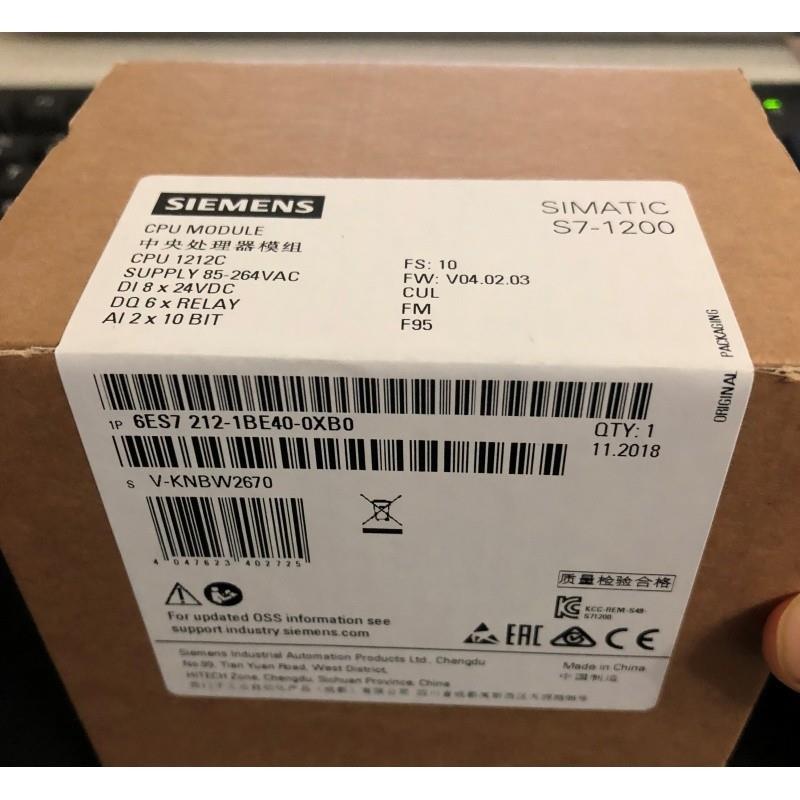 SIEMENS
SIMATIC
S7-1200
CPU MODULE
中央处理器模组
CPU 1212C
SUPPLY 85-264VAC
DI 8 x 24VDC
DQ 6 x RELAY
AI 2 x 10 BIT
FS: 10
FW: V04.02.03
CUL
FM
F95
ORIGINAL PACKAGING
1P 6ES7 212-1BE40-0XB0
QTY: 1
11.2018
S V-KNBW2670
4 047623 402725
质量检验合格
KCC-REM-S49-
S71200
For updated OSS information see
support industry siemens.com
EAC
CE
Siemens Industrial Automation Products Ltd., Chengdu
No.99, Tian Yuan Road, West District,
HITECH Zone, Chengdu, Sichuan Province, China
Made in China
中国制造